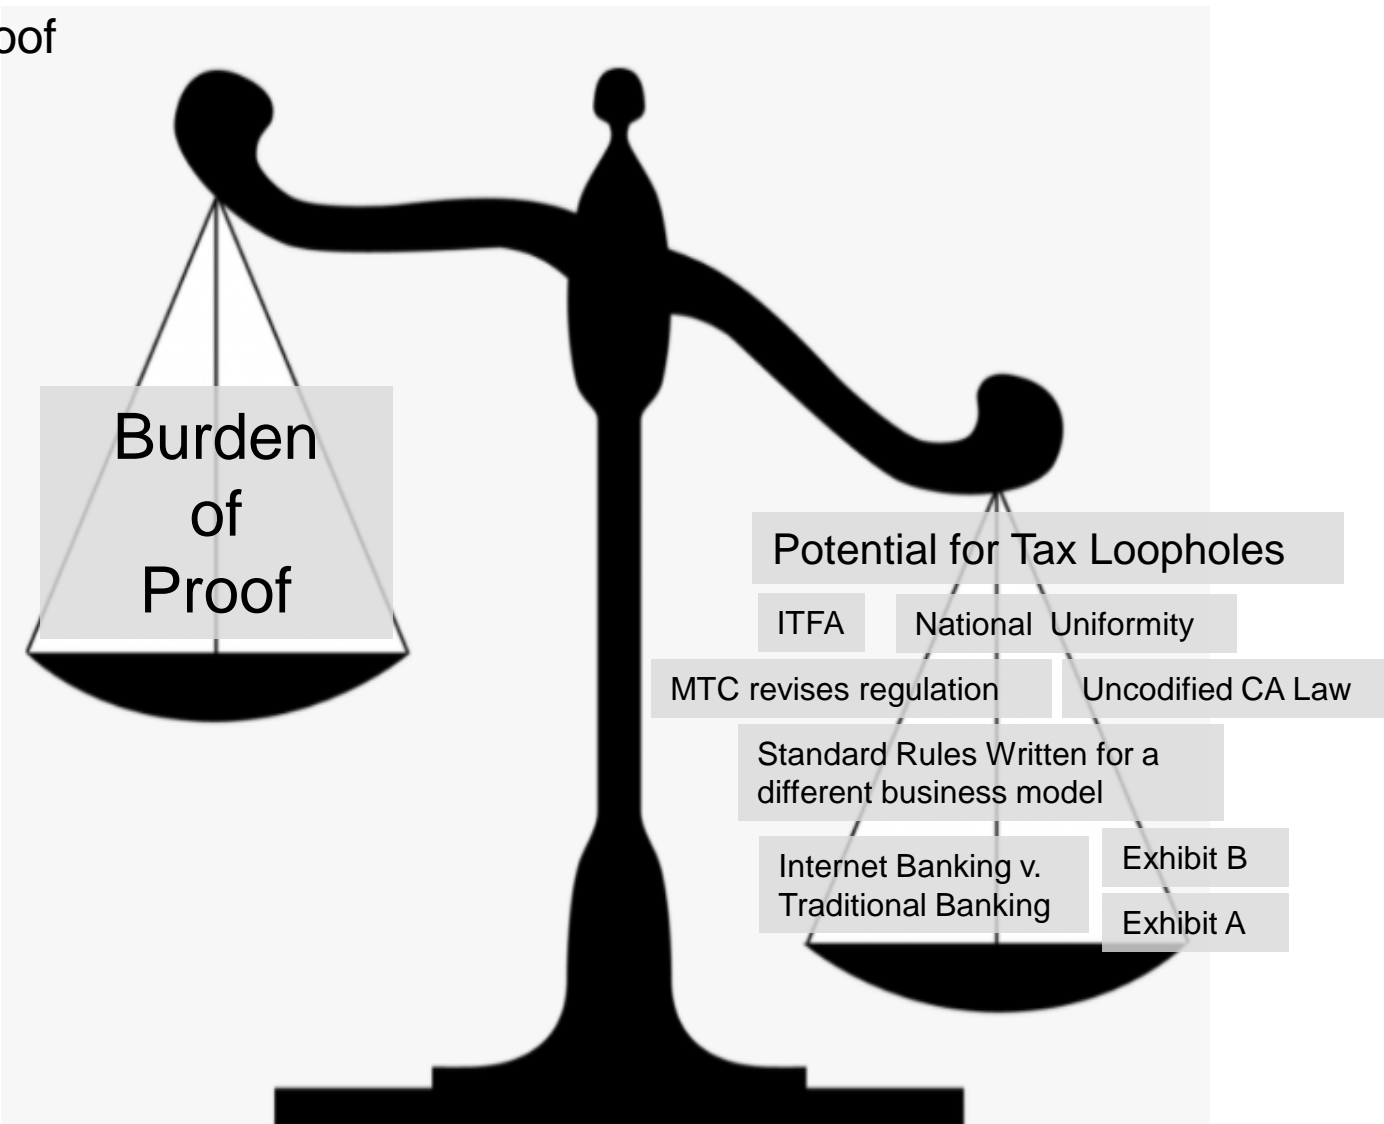 oof
Burden
of
Proof
Potential for Tax Loopholes
ITFA
National Uniformity
MTC revises regulation
Uncodified CA Law
Standard Rules Written for a
different business model
Internet Banking v.
Traditional Banking
Exhibit B
Exhibit A